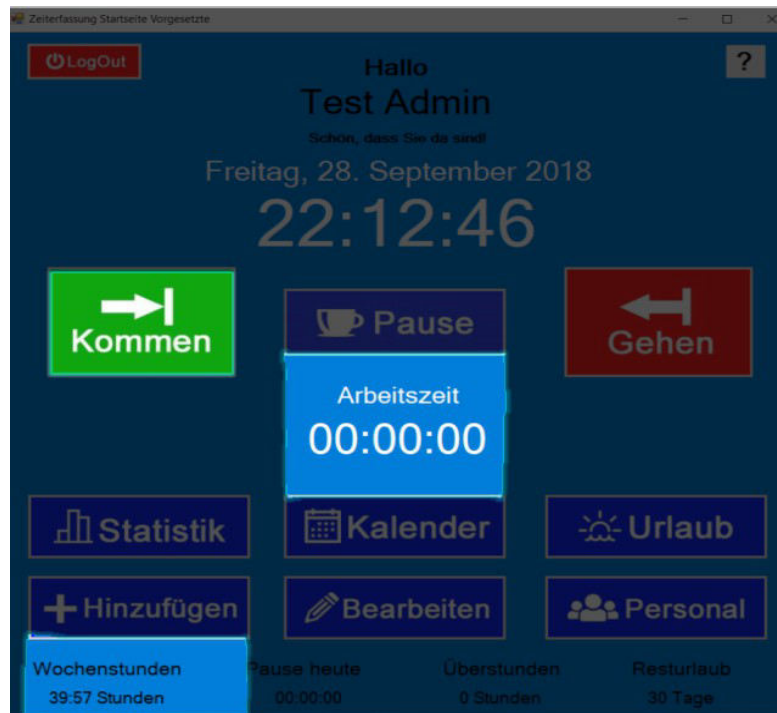 Zeiterfassung Startseite Vorgesetzte
LogOut
?
Hallo
Test Admin
Schön, dass Sie da sind!
Freitag, 28. September 2018
22:12:46
Kommen
Pause
Gehen
Arbeitszeit
00:00:00
Statistik
Kalender
Urlaub
Hinzufügen
Bearbeiten
Personal
Wochenstunden
Pause heute
Überstunden
Resturlaub
39:57 Stunden
00:00:00
0 Stunden
30 Tage